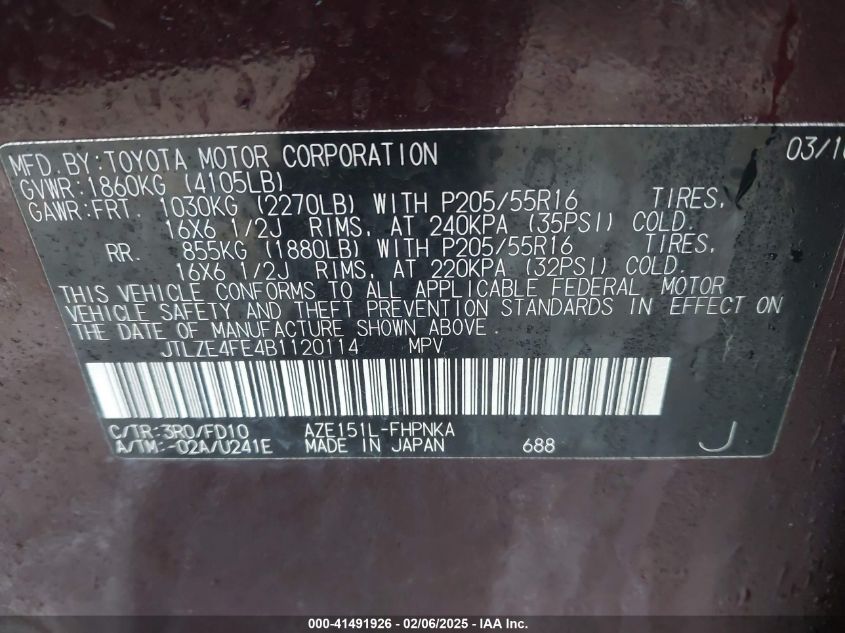 MFD. BY: TOYOTA MOTOR CORPORATION 03/10
GVWR: 1860KG (4105LB)
GAWR: FRT. 1030KG (2270LB) WITH P205/55R16 TIRES,
16X6 1/2J RIMS, AT 240KPA (35PSI) COLD.
RR. 855KG (1880LB) WITH P205/55R16 TIRES,
16X6 1/2J RIMS, AT 220KPA (32PSI) COLD.
THIS VEHICLE CONFORMS TO ALL APPLICABLE FEDERAL MOTOR
VEHICLE SAFETY AND THEFT PREVENTION STANDARDS IN EFFECT ON
THE DATE OF MANUFACTURE SHOWN ABOVE.
JTLZE4FE4B1120114 MPV
C/TR: 3R0/FD10 AZE151L-FHPNKA
A/TM: -02A/U241E MADE IN JAPAN 688 J
000-41491926 - 02/06/2025 - IAA Inc.